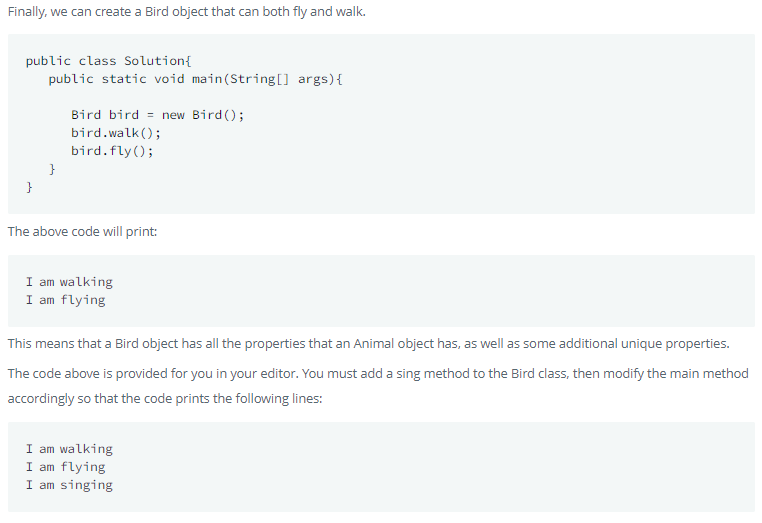 Finally, we can create a Bird object that can both fly and walk.
public class Solution{
   public static void main(String[] args){
      Bird bird = new Bird();
      bird.walk();
      bird.fly();
   }
}
The above code will print:
I am walking
I am flying
This means that a Bird object has all the properties that an Animal object has, as well as some additional unique properties.
The code above is provided for you in your editor. You must add a sing method to the Bird class, then modify the main method
accordingly so that the code prints the following lines:
I am walking
I am flying
I am singing